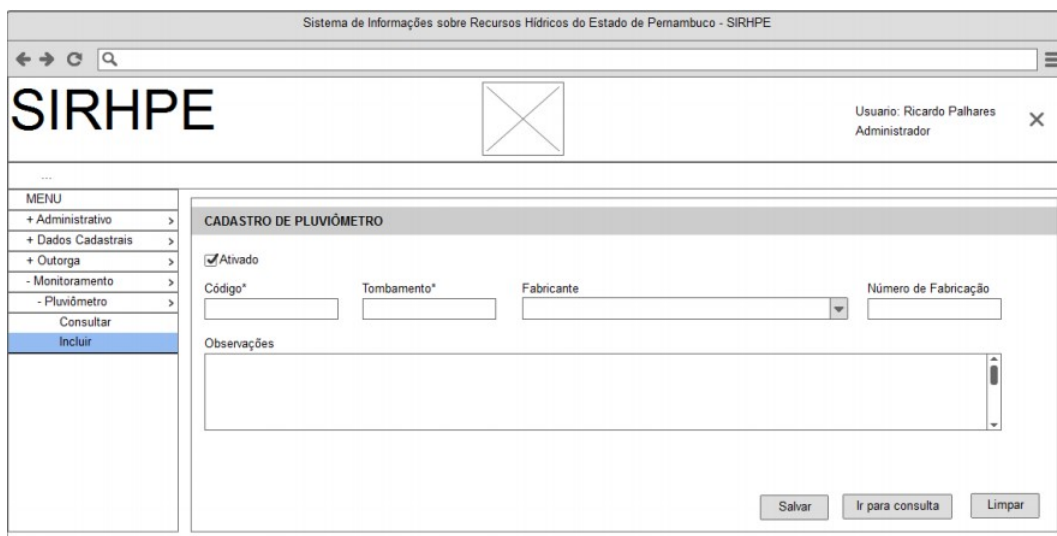 Sistema de Informações sobre Recursos Hídricos do Estado de Pernambuco - SIRHPE
SIRHPE
Usuario: Ricardo Palhares
Administrador
...
MENU
+ Administrativo
+ Dados Cadastrais
+ Outorga
- Monitoramento
- Pluviômetro
Consultar
Incluir
CADASTRO DE PLUVIÔMETRO
Ativado
Código* Tombamento* Fabricante Número de Fabricação
Observações
Salvar Ir para consulta Limpar